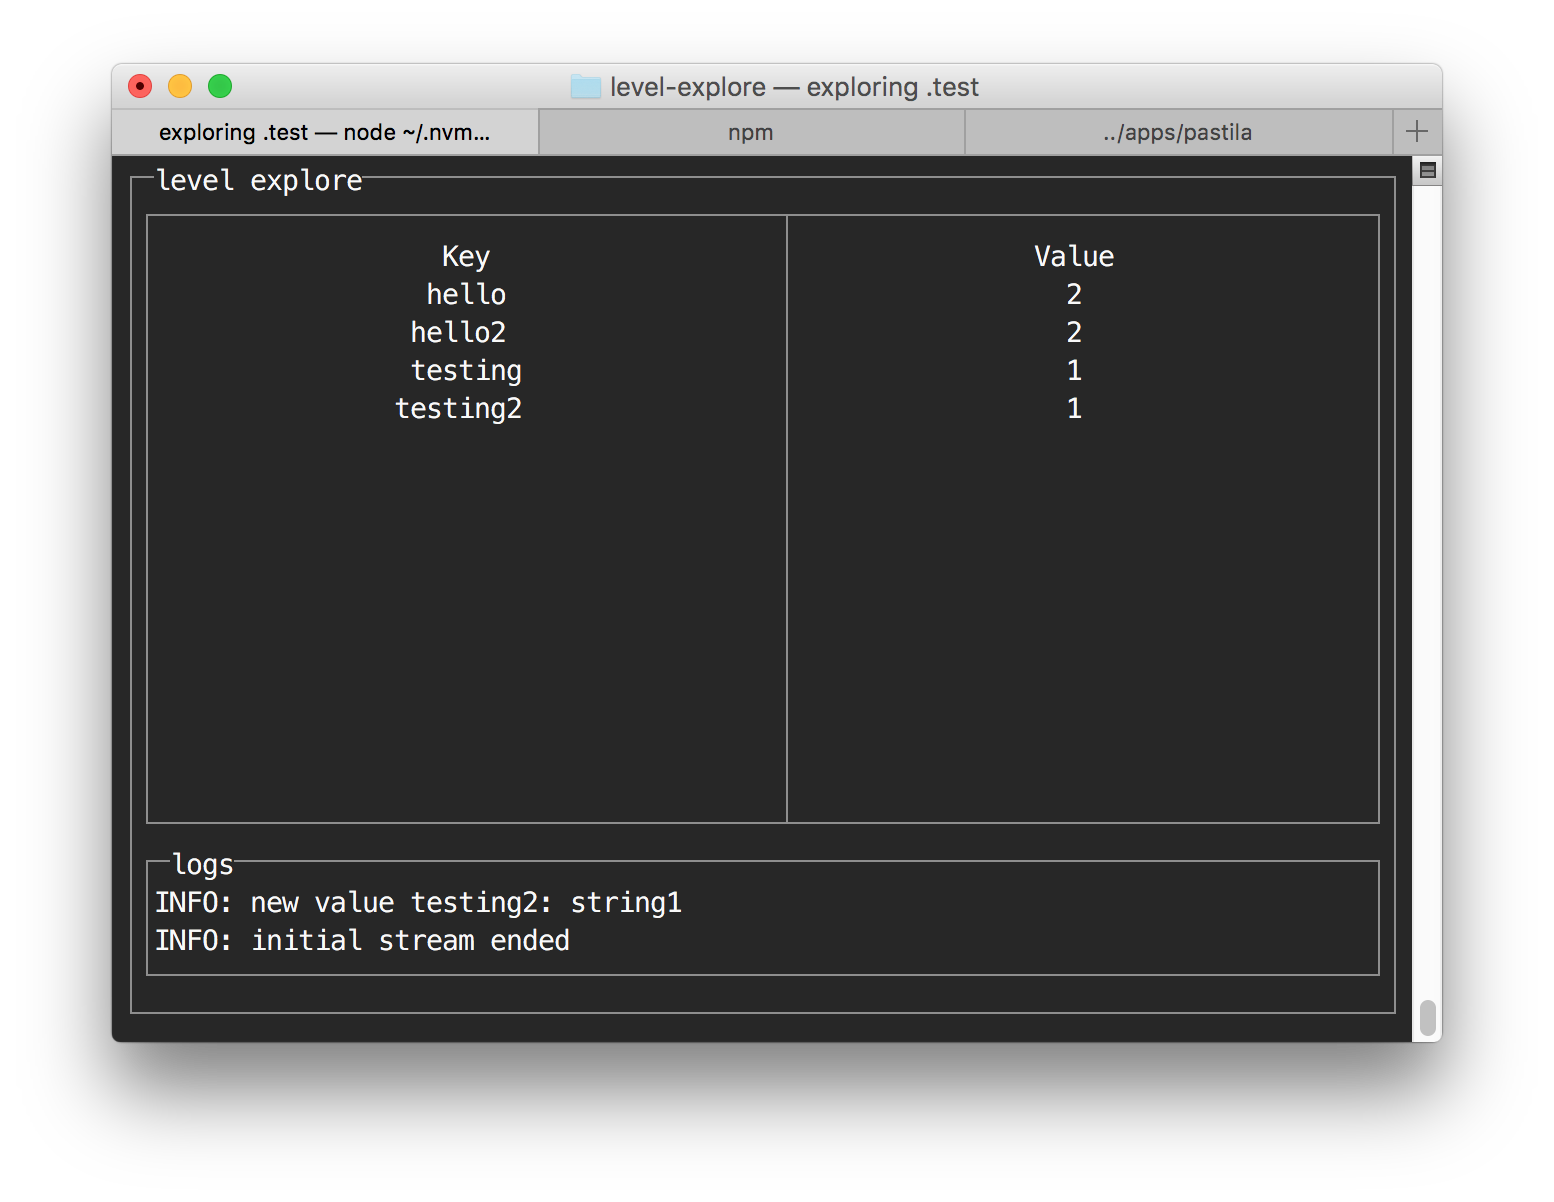 level-explore — exploring .test
exploring .test — node ~/.nvm... npm ../apps/pastila
level explore
Key Value
hello 2
hello2 2
testing 1
testing2 1
logs
INFO: new value testing2: string1
INFO: initial stream ended